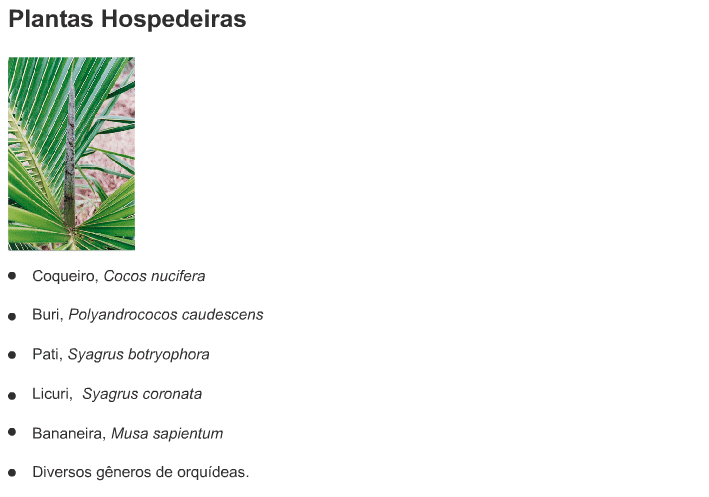 Plantas Hospedeiras
● Coqueiro, Cocos nucifera
● Buri, Polyandrococos caudescens
● Pati, Syagrus botryophora
● Licuri, Syagrus coronata
● Bananeira, Musa sapientum
● Diversos gêneros de orquídeas.